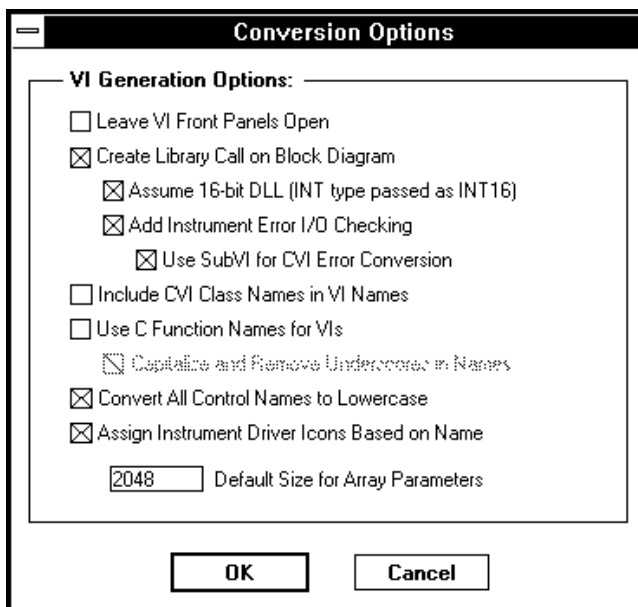 Conversion Options
VI Generation Options:
Leave VI Front Panels Open
Create Library Call on Block Diagram
Assume 16-bit DLL (INT type passed as INT16)
Add Instrument Error I/O Checking
Use SubVI for CVI Error Conversion
Include CVI Class Names in VI Names
Use C Function Names for VIs
Capitalize and Remove Underscores in Names
Convert All Control Names to Lowercase
Assign Instrument Driver Icons Based on Name
2048 Default Size for Array Parameters
OK Cancel